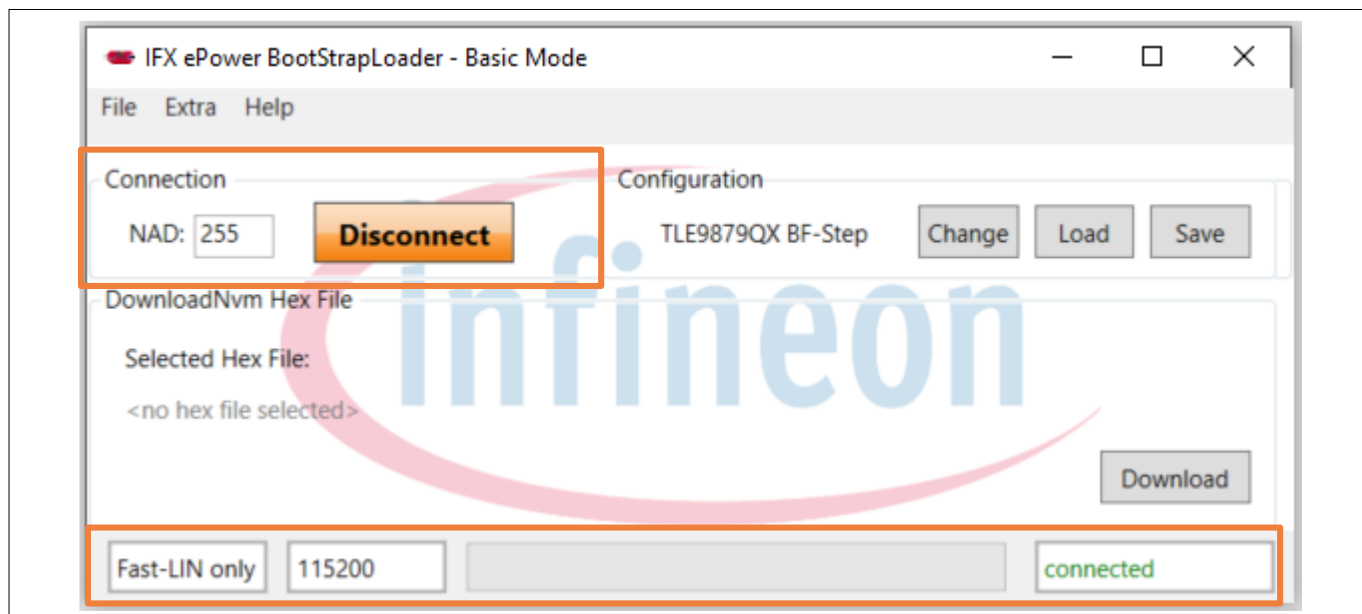 IFX ePower BootStrapLoader - Basic Mode
File Extra Help
Connection
NAD: 255 Disconnect
Configuration
TLE9879QX BF-Step Change Load Save
DownloadNvm Hex File
Selected Hex File:
<no hex file selected>
infineon
Download
Fast-LIN only 115200 connected